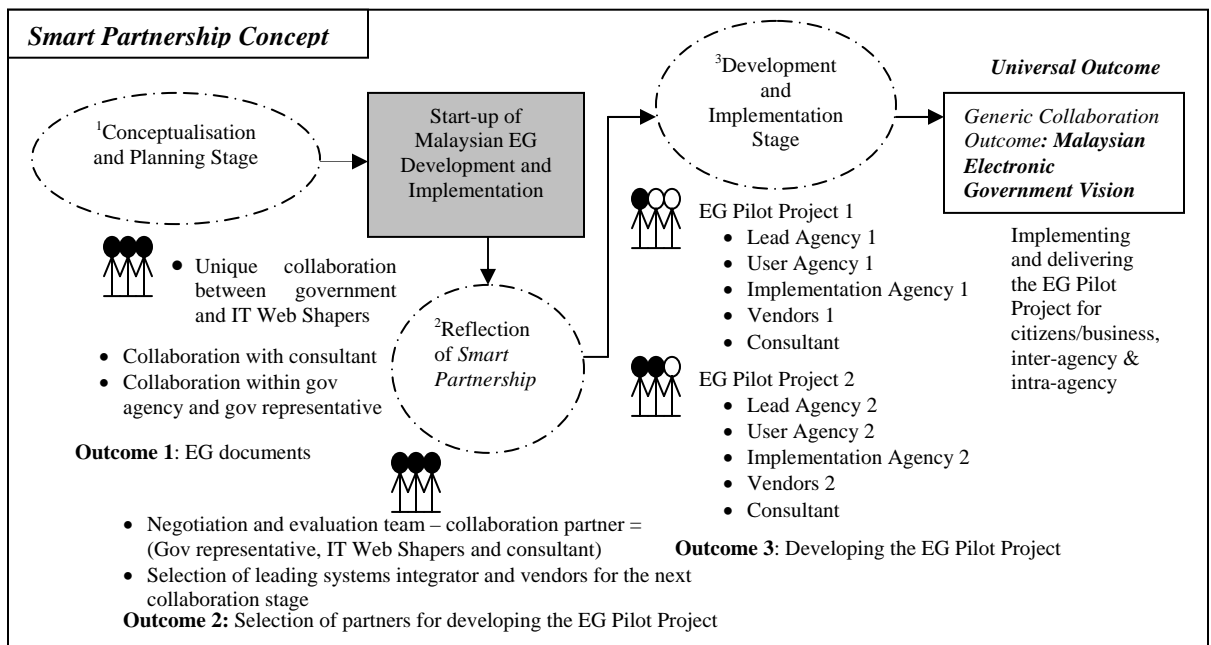 Smart Partnership Concept
1Conceptualisation
and Planning Stage
Start-up of
Malaysian EG
Development and
Implementation
3Development
and
Implementation
Stage
Universal Outcome
Generic Collaboration
Outcome: Malaysian
Electronic
Government Vision
• Unique collaboration
between government
and IT Web Shapers
• Collaboration with consultant
• Collaboration within gov
agency and gov representative
Outcome 1: EG documents
2Reflection
of Smart
Partnership
• Negotiation and evaluation team – collaboration partner =
(Gov representative, IT Web Shapers and consultant)
• Selection of leading systems integrator and vendors for the next
collaboration stage
Outcome 2: Selection of partners for developing the EG Pilot Project
EG Pilot Project 1
• Lead Agency 1
• User Agency 1
• Implementation Agency 1
• Vendors 1
• Consultant
EG Pilot Project 2
• Lead Agency 2
• User Agency 2
• Implementation Agency 2
• Vendors 2
• Consultant
Outcome 3: Developing the EG Pilot Project
Implementing
and delivering
the EG Pilot
Project for
citizens/business,
inter-agency &
intra-agency